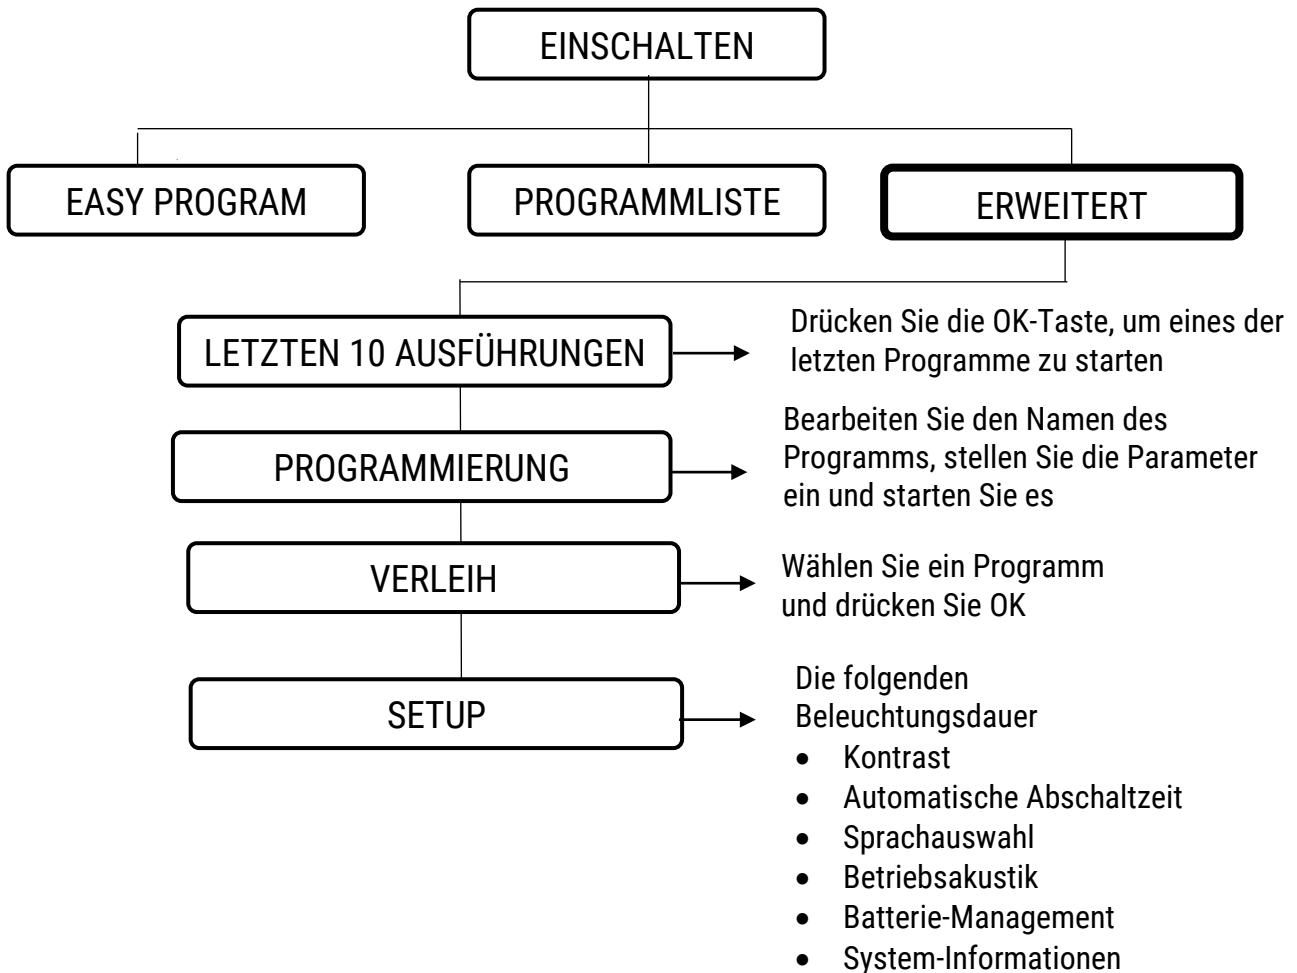 EINSCHALTEN
EASY PROGRAM
PROGRAMMLISTE
ERWEITERT
LETZTEN 10 AUSFÜHRUNGEN
Drücken Sie die OK-Taste, um eines der
letzten Programme zu starten
PROGRAMMIERUNG
Bearbeiten Sie den Namen des
Programms, stellen Sie die Parameter
ein und starten Sie es
VERLEIH
Wählen Sie ein Programm
und drücken Sie OK
SETUP
Die folgenden
Beleuchtungsdauer
• Kontrast
• Automatische Abschaltzeit
• Sprachauswahl
• Betriebsakustik
• Batterie-Management
• System-Informationen